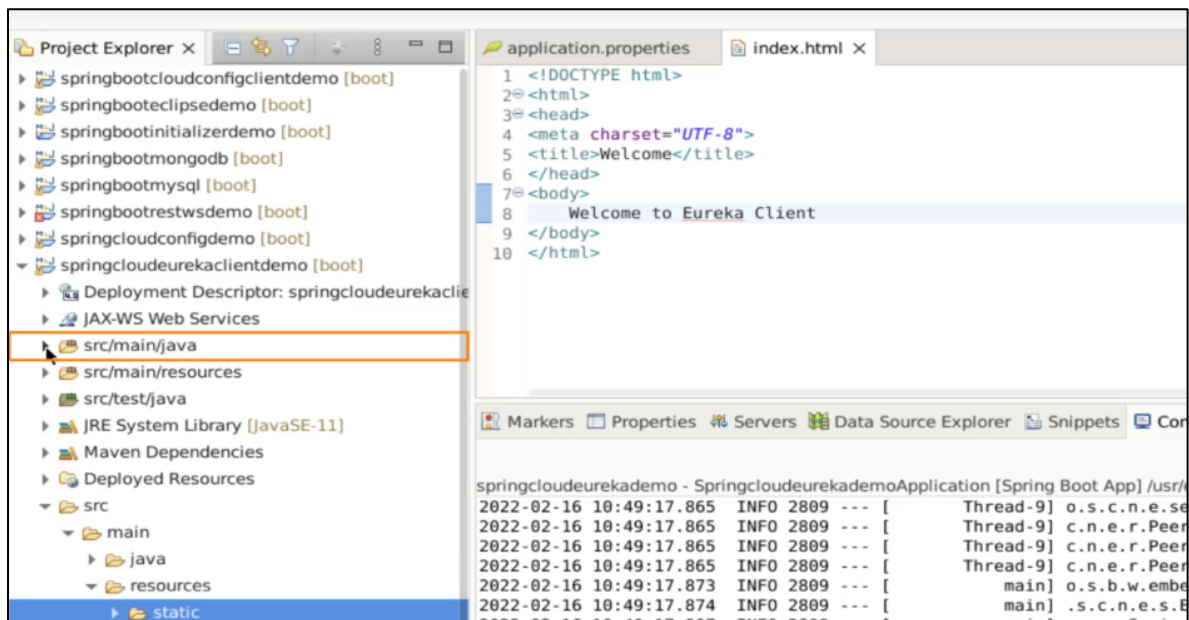 Project Explorer
springbootcloudconfigclientdemo [boot]
springbooteclipsedemo [boot]
springbootinitializerdemo [boot]
springbootmongodb [boot]
springbootmysql [boot]
springbootrestwsdemo [boot]
springcloudconfigdemo [boot]
springcloudeurekaclientdemo [boot]
Deployment Descriptor: springcloudeurekaclie
JAX-WS Web Services
src/main/java
src/main/resources
src/test/java
JRE System Library [JavaSE-11]
Maven Dependencies
Deployed Resources
src
main
java
resources
static
application.properties index.html
1 <!DOCTYPE html>
2 <html>
3 <head>
4 <meta charset="UTF-8">
5 <title>Welcome</title>
6 </head>
7 <body>
8 Welcome to Eureka Client
9 </body>
10 </html>
Markers Properties Servers Data Source Explorer Snippets Con
springcloudeurekademo - SpringcloudeurekademoApplication [Spring Boot App] /usr/
2022-02-16 10:49:17.865 INFO 2809 --- [ Thread-9] o.s.c.n.e.se
2022-02-16 10:49:17.865 INFO 2809 --- [ Thread-9] c.n.e.r.Peer
2022-02-16 10:49:17.865 INFO 2809 --- [ Thread-9] c.n.e.r.Peer
2022-02-16 10:49:17.865 INFO 2809 --- [ Thread-9] c.n.e.r.Peer
2022-02-16 10:49:17.873 INFO 2809 --- [ main] o.s.b.w.embe
2022-02-16 10:49:17.874 INFO 2809 --- [ main] .s.c.n.e.s.E